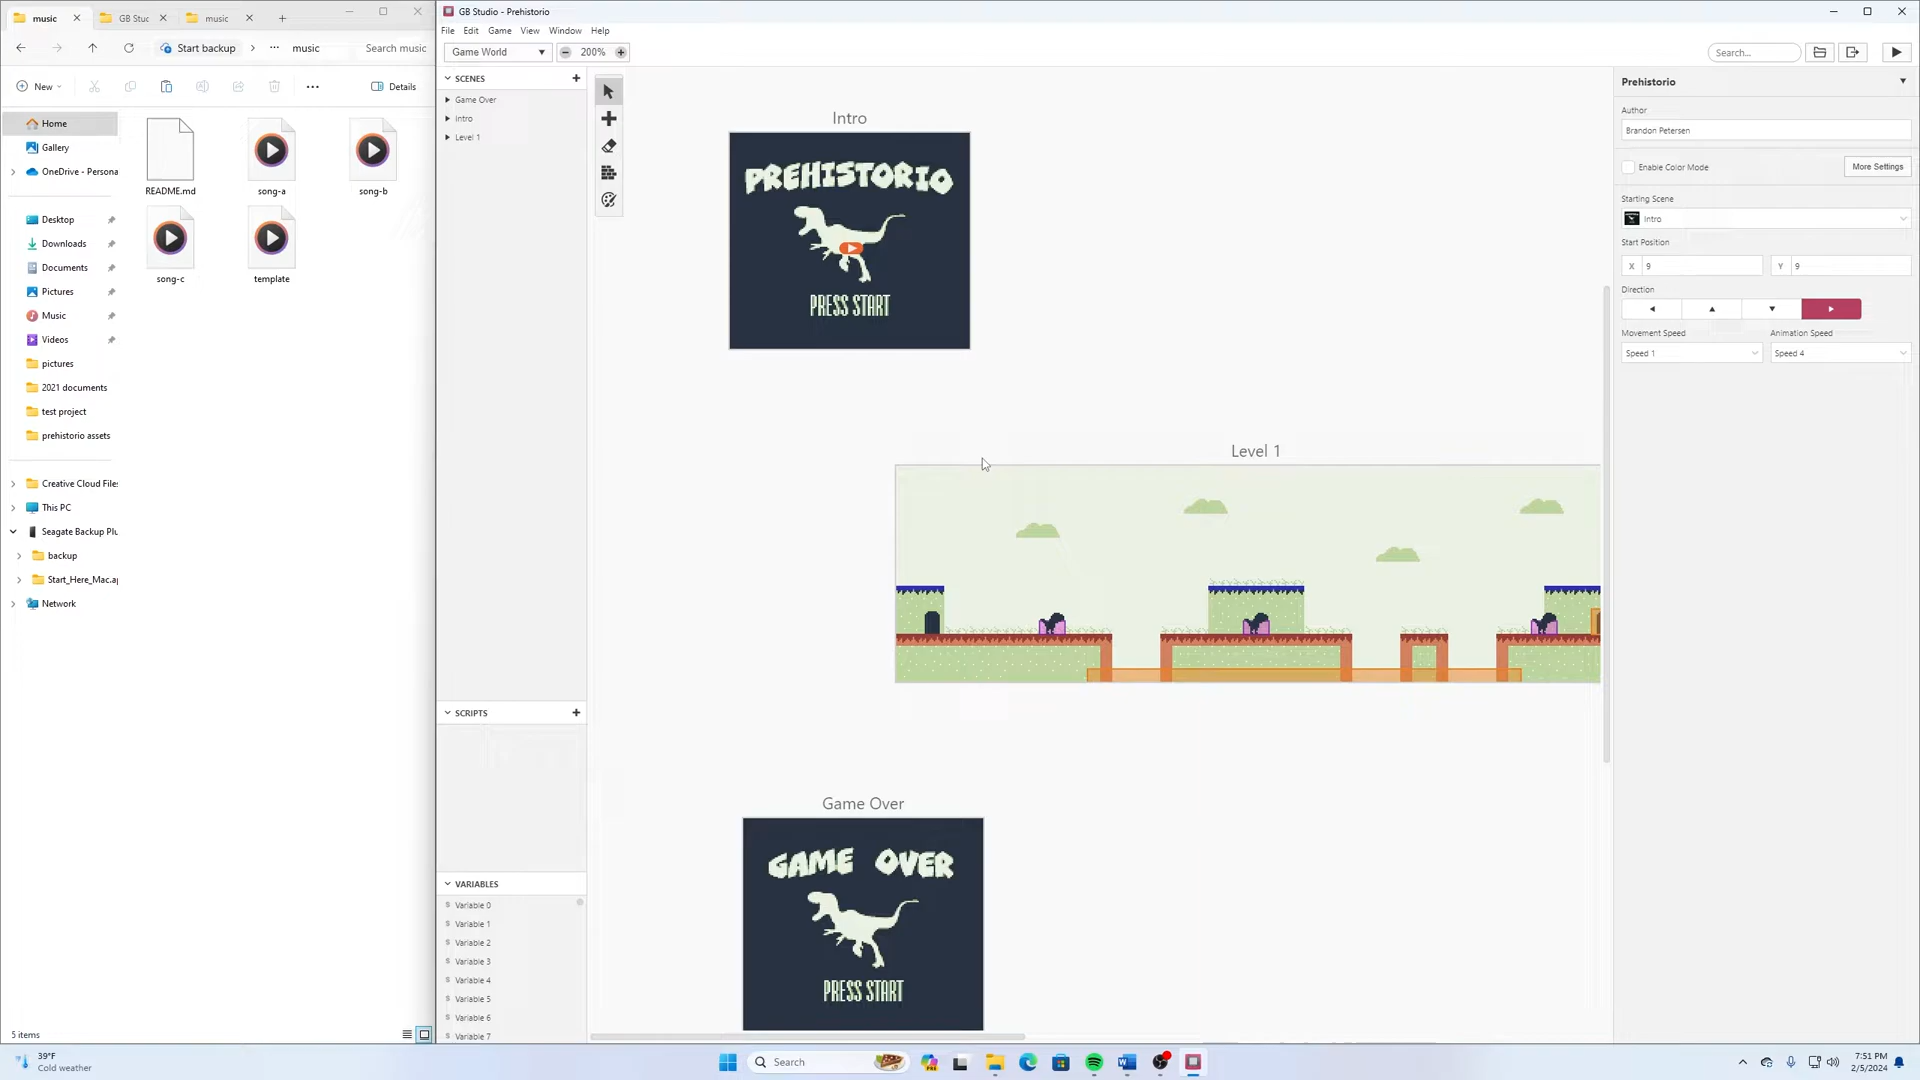 music
GB Stuc
music
Start backup
music
Search music
New
Details
Home
Gallery
OneDrive - Persona
Desktop
Downloads
Documents
Pictures
Music
Videos
pictures
2021 documents
test project
prehistorio assets
Creative Cloud Files
This PC
Seagate Backup Plu
backup
Start_Here_Mac.ap
Network
README.md
song-a
song-b
song-c
template
5 items
GB Studio - Prehistorio
File Edit Game View Window Help
Game World
200%
Search...
SCENES
Game Over
Intro
Level 1
SCRIPTS
VARIABLES
Variable 0
Variable 1
Variable 2
Variable 3
Variable 4
Variable 5
Variable 6
Variable 7
Intro
PREHISTORIO
PRESS START
Level 1
Game Over
GAME OVER
PRESS START
Prehistorio
Author
Brandon Petersen
Enable Color Mode
More Settings
Starting Scene
Intro
Start Position
X 9
Y 9
Direction
Movement Speed
Animation Speed
Speed 1
Speed 4
39°F
Cold weather
Search
7:51 PM
2/5/2024